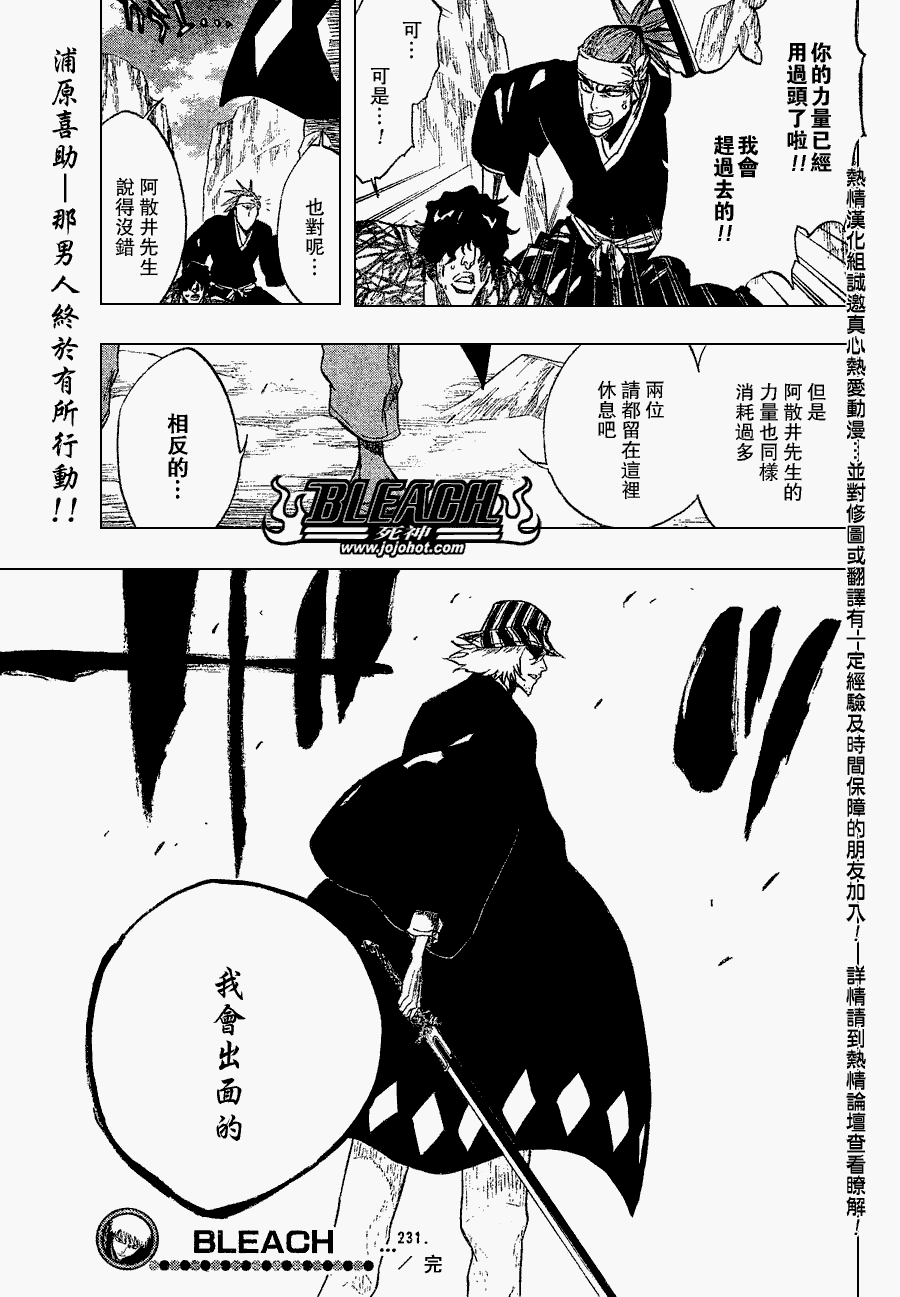 你的力量已經
用過頭了啦!!
我會
趕過去的!!
可…
可是…!
也對呢…
阿散井先生
說得沒錯
但是
阿散井先生的
力量也同樣
消耗過多
兩位
請都留在這裡
休息吧
相反的…
BLEACH
死神
www.jojohot.com
我會出面的
浦原喜助—那男人終於有所行動!!
BLEACH
231.
…/完
—熱情漢化組誠邀真心熱愛動漫…並對修圖或翻譯有一定經驗及時間保障的朋友加入!—詳情請到熱情論壇查看瞭解!